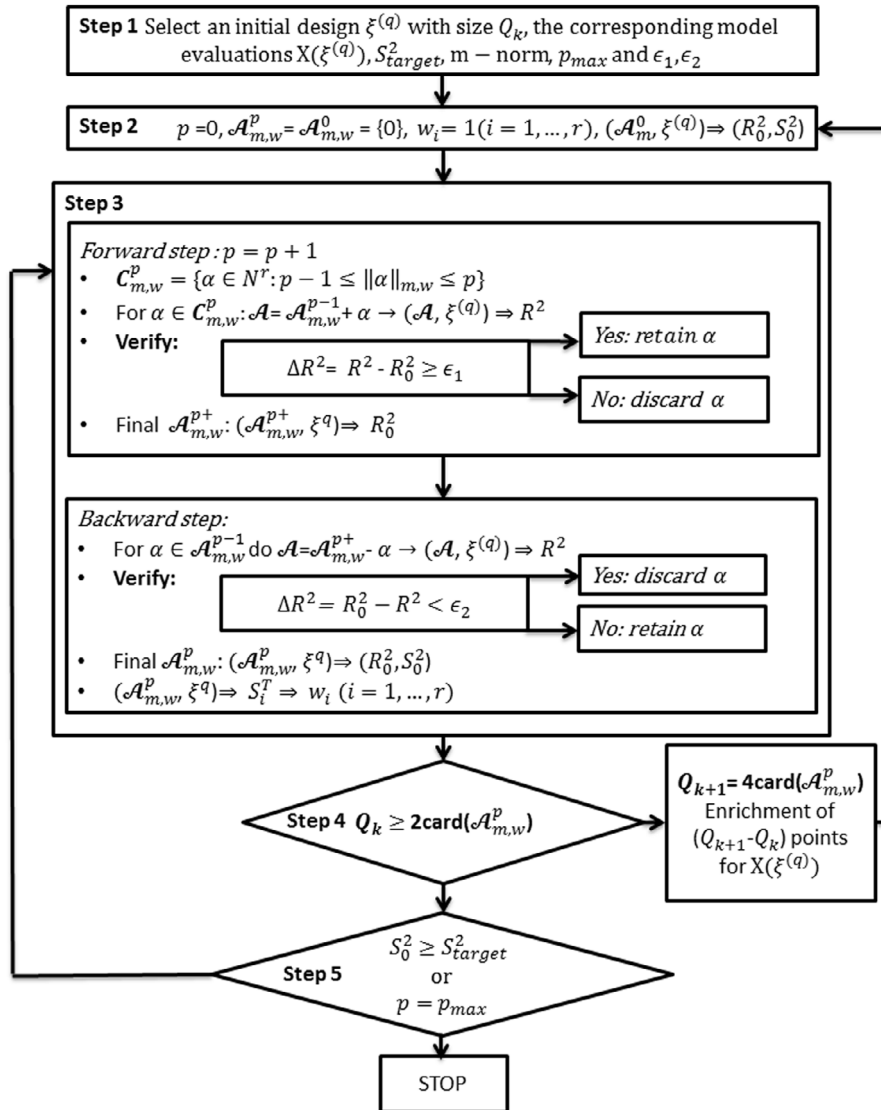 Step 1 Select an initial design ξ^(q) with size Q_k, the corresponding model
evaluations X(ξ^(q)), S²_target, m − norm, p_max and ϵ_1,ϵ_2
Step 2 p =0, 𝓐^p_{m,w}= 𝓐^0_{m,w} = {0}, w_i= 1(i = 1, …, r), (𝓐^0_m, ξ^(q))⇒ (R²_0,S²_0)
Step 3
Forward step : p = p + 1
• C^p_{m,w} = {α ∈ N^r: p − 1 ≤ ‖α‖_{m,w} ≤ p}
• For α ∈ C^p_{m,w}: 𝓐= 𝓐^{p−1}_{m,w}+ α → (𝓐, ξ^(q)) ⇒ R²
• Verify:
ΔR²= R² - R²_0 ≥ ϵ_1
Yes: retain α
No: discard α
• Final 𝓐^{p+}_{m,w}: (𝓐^{p+}_{m,w}, ξ^q)⇒ R²_0
Backward step:
• For α ∈ 𝓐^{p−1}_{m,w} do 𝓐=𝓐^{p+}_{m,w}- α → (𝓐, ξ^(q)) ⇒ R²
• Verify:
ΔR² = R²_0 − R² < ϵ_2
Yes: discard α
No: retain α
• Final 𝓐^p_{m,w}: (𝓐^p_{m,w}, ξ^q)⇒ (R²_0,S²_0)
• (𝓐^p_{m,w}, ξ^q)⇒ S^T_i ⇒ w_i (i = 1, …, r)
Step 4 Q_k ≥ 2card(𝓐^p_{m,w})
Q_{k+1}= 4card(𝓐^p_{m,w})
Enrichment of
(Q_{k+1}-Q_k) points
for X(ξ^(q))
Step 5
S²_0 ≥ S²_target
or
p = p_max
STOP